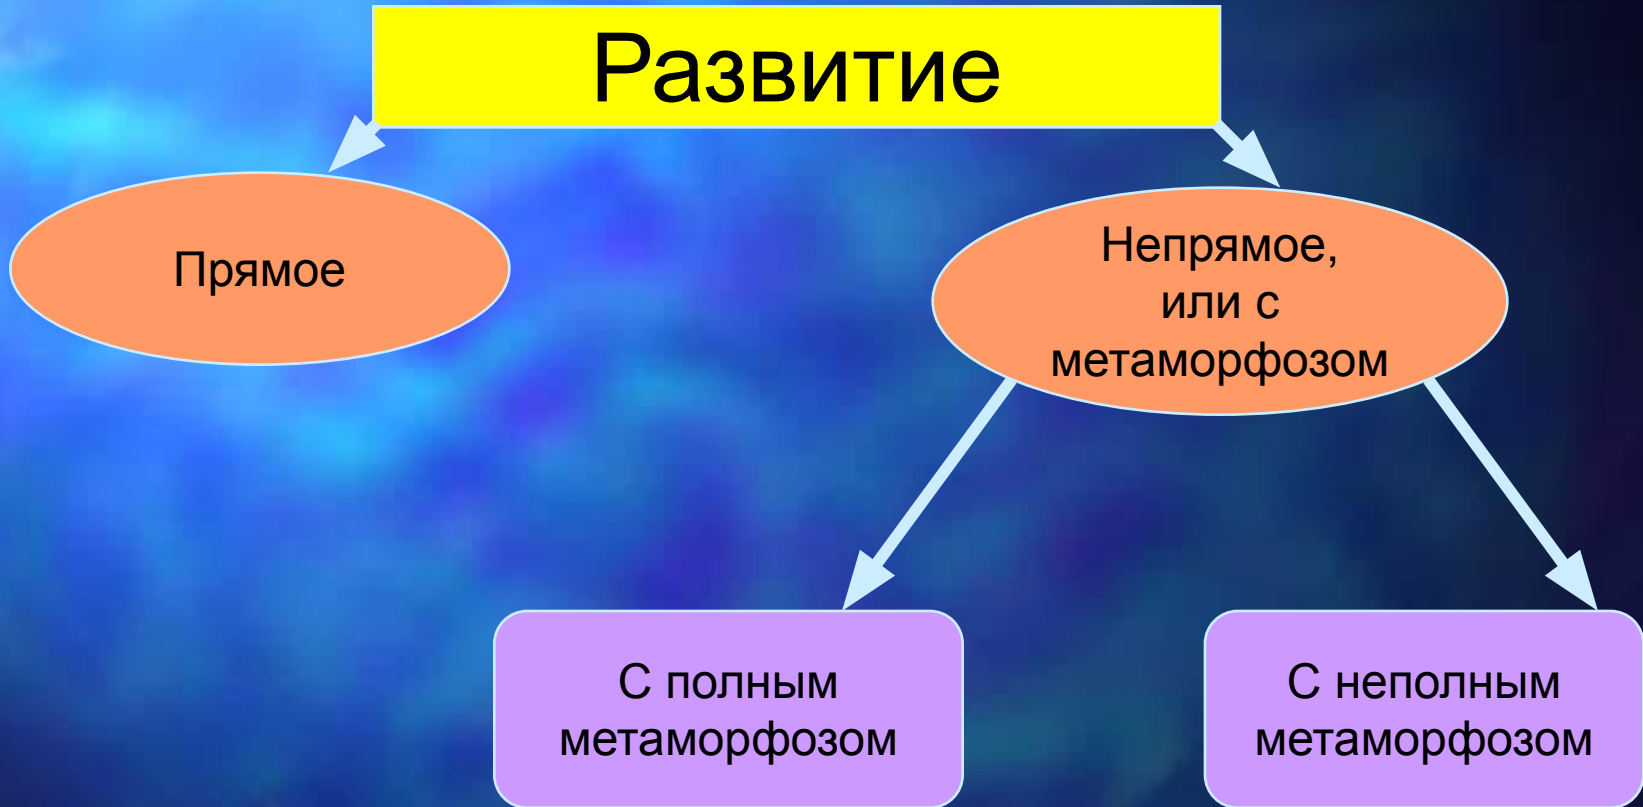 Развитие
Прямое
Непрямое,
или с
метаморфозом
С полным
метаморфозом
С неполным
метаморфозом